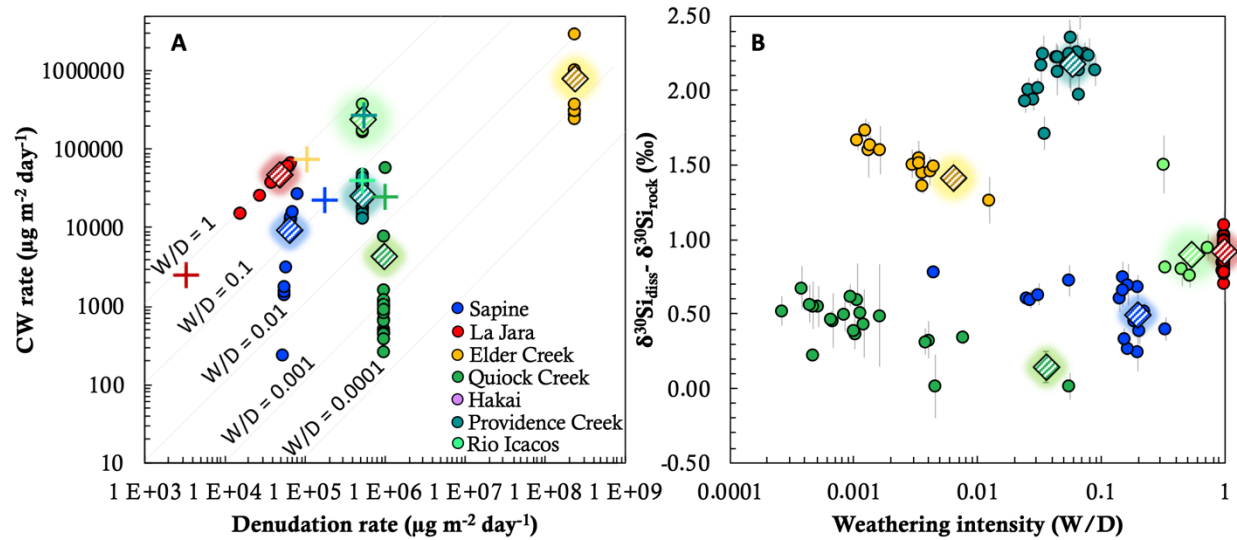 A
CW rate (µg m-2 day-1)
1000000
100000
10000
1000
100
10
W/D = 1
W/D = 0.1
W/D = 0.01
W/D = 0.001
W/D = 0.0001
Sapine
La Jara
Elder Creek
Quiock Creek
Hakai
Providence Creek
Rio Icacos
1 E+03 1 E+04 1 E+05 1 E+06 1 E+07 1 E+08 1 E+09
Denudation rate (µg m-2 day-1)
B
δ30Sidiss- δ30Sirock (‰)
2.50
2.00
1.50
1.00
0.50
0.00
-0.50
0.0001 0.001 0.01 0.1 1
Weathering intensity (W/D)